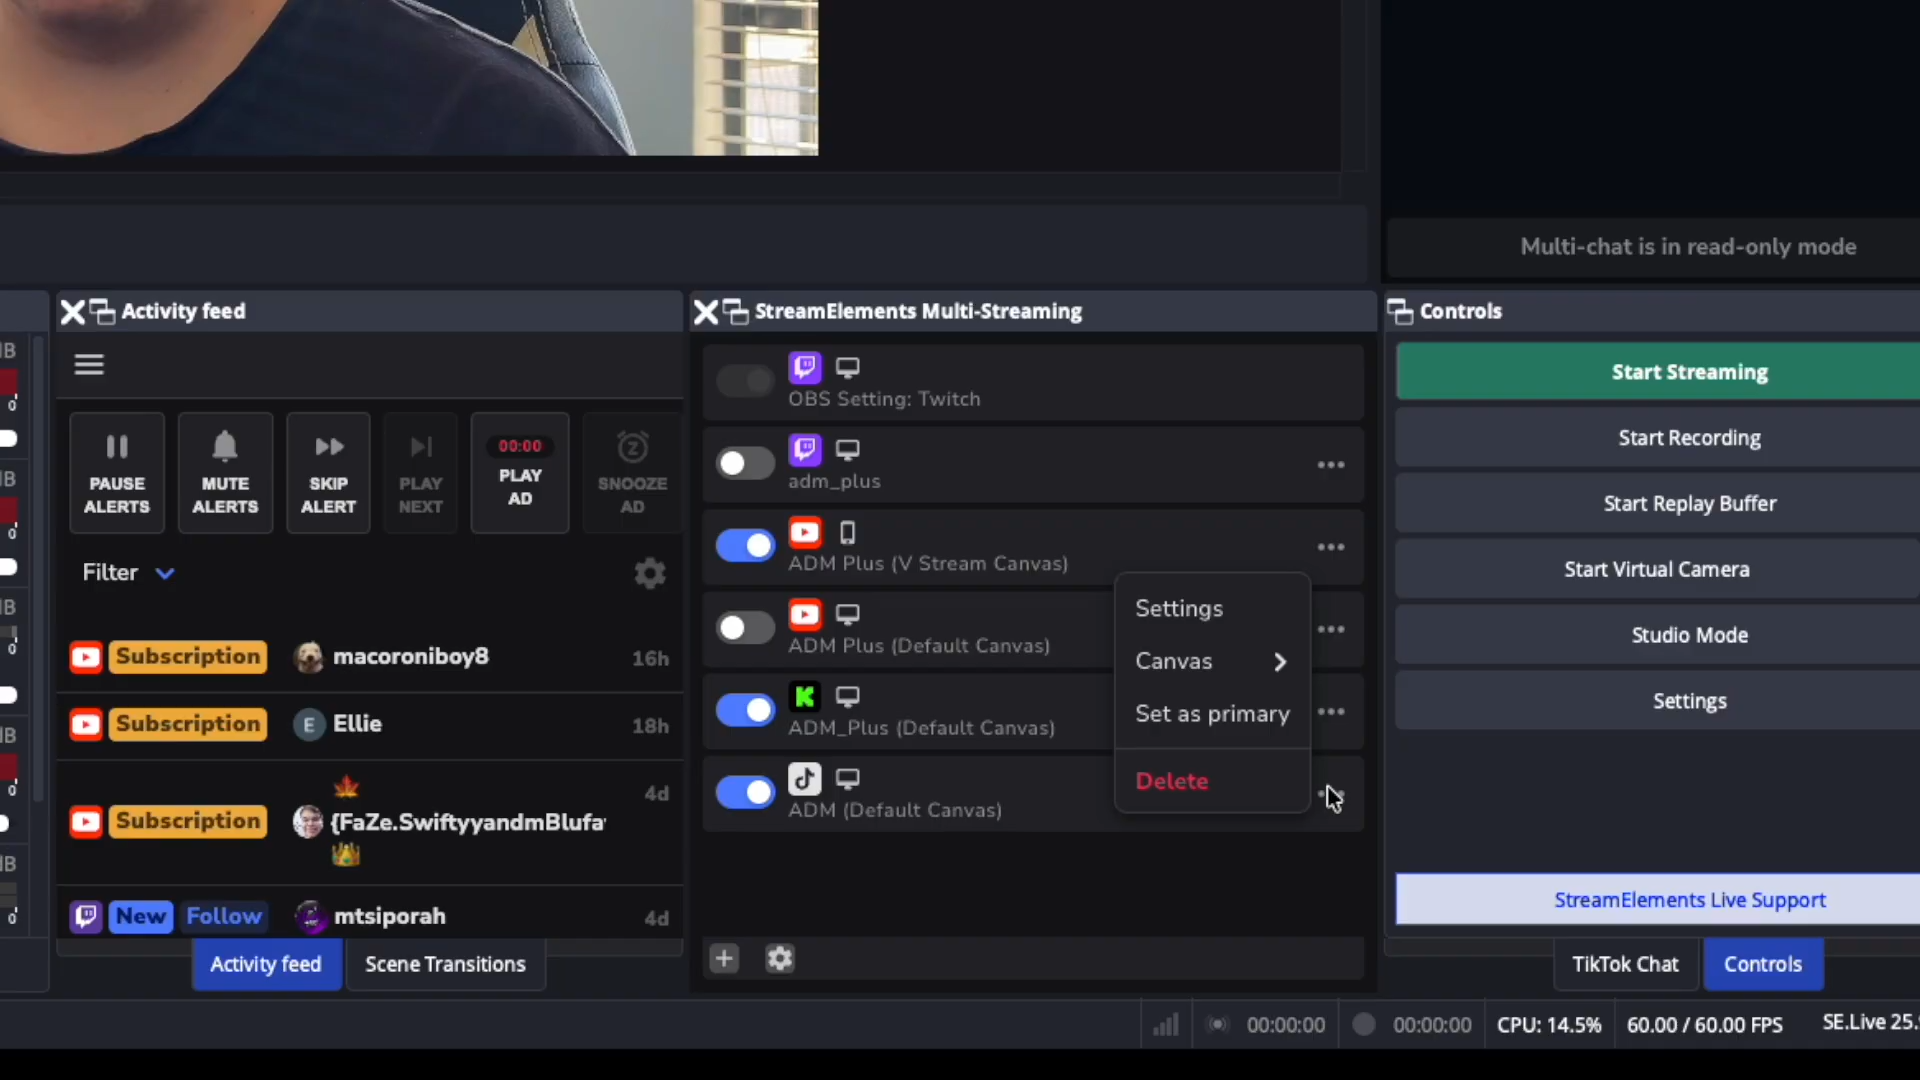 Multi-chat is in read-only mode
Activity feed
StreamElements Multi-Streaming
Controls
PAUSE ALERTS
MUTE ALERTS
SKIP ALERT
PLAY NEXT
00:00
PLAY AD
SNOOZE AD
Filter
Subscription macoroniboy8 16h
Subscription E Ellie 18h
Subscription {FaZe.SwiftyyandmBlufa 4d
New Follow mtsiporah 4d
Activity feed
Scene Transitions
OBS Setting: Twitch
adm_plus
ADM Plus (V Stream Canvas)
ADM Plus (Default Canvas)
ADM_Plus (Default Canvas)
ADM (Default Canvas)
Settings
Canvas
Set as primary
Delete
Start Streaming
Start Recording
Start Replay Buffer
Start Virtual Camera
Studio Mode
Settings
StreamElements Live Support
TikTok Chat
Controls
00:00:00
00:00:00
CPU: 14.5%
60.00 / 60.00 FPS
SE.Live 25.